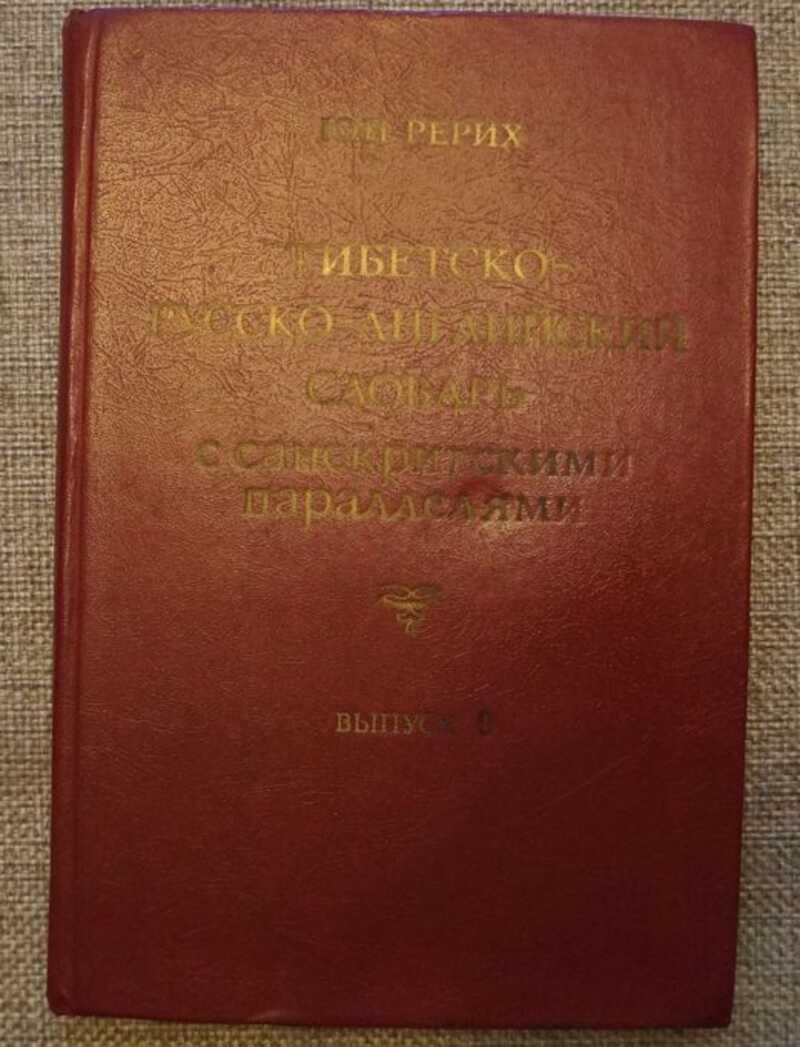 Ю.Н. РЕРИХ
ТИБЕТСКО-
РУССКО-АНГЛИЙСКИЙ
СЛОВАРЬ
с санскритскими
параллелями
ВЫПУСК